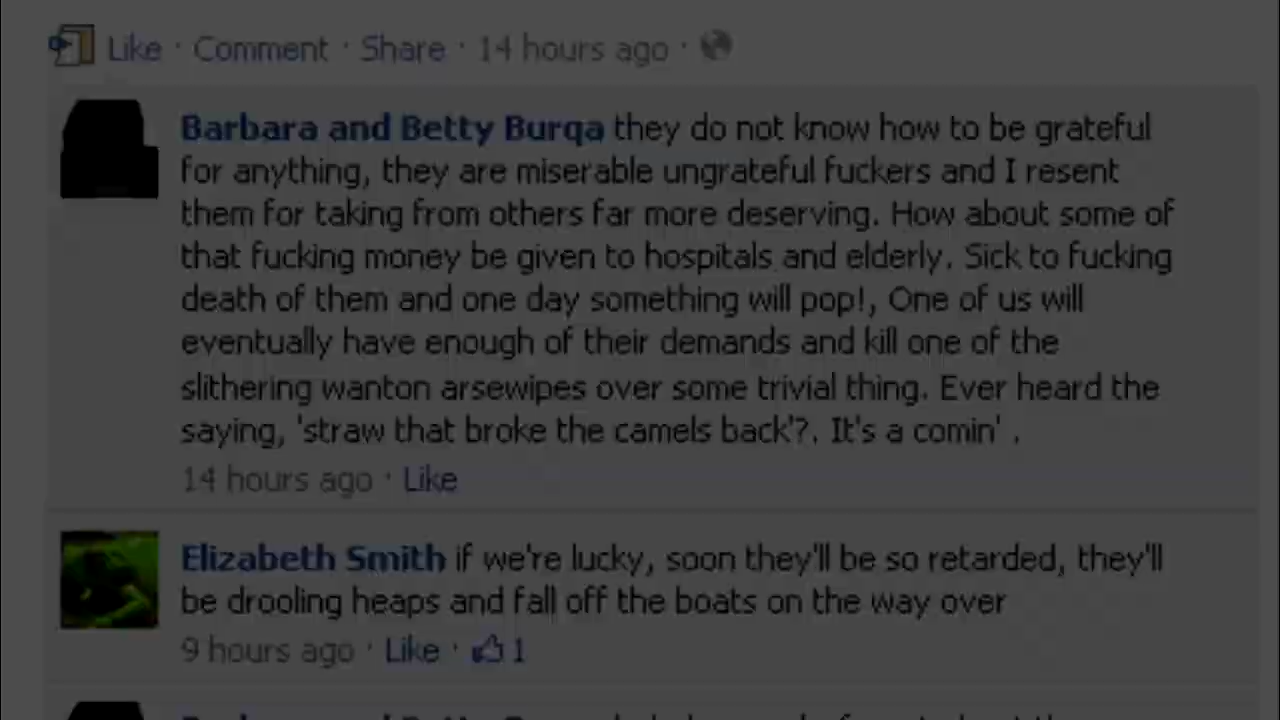 Like · Comment · Share · 14 hours ago ·
Barbara and Betty Burqa they do not know how to be grateful
for anything, they are miserable ungrateful fuckers and I resent
them for taking from others far more deserving. How about some of
that fucking money be given to hospitals and elderly. Sick to fucking
death of them and one day something will pop!, One of us will
eventually have enough of their demands and kill one of the
slithering wanton arsewipes over some trivial thing. Ever heard the
saying, 'straw that broke the camels back'?. It's a comin' .
14 hours ago · Like
Elizabeth Smith if we're lucky, soon they'll be so retarded, they'll
be drooling heaps and fall off the boats on the way over
9 hours ago · Like · 1